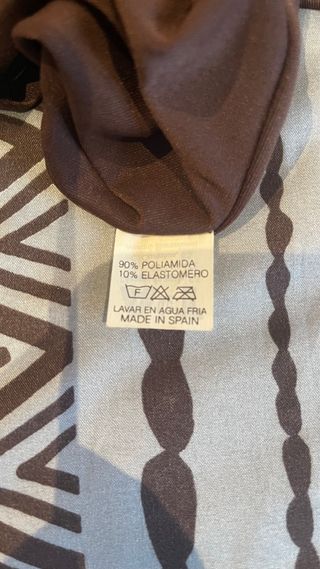 90% POLIAMIDA
10% ELASTOMERO
F
LAVAR EN AGUA FRIA
MADE IN SPAIN